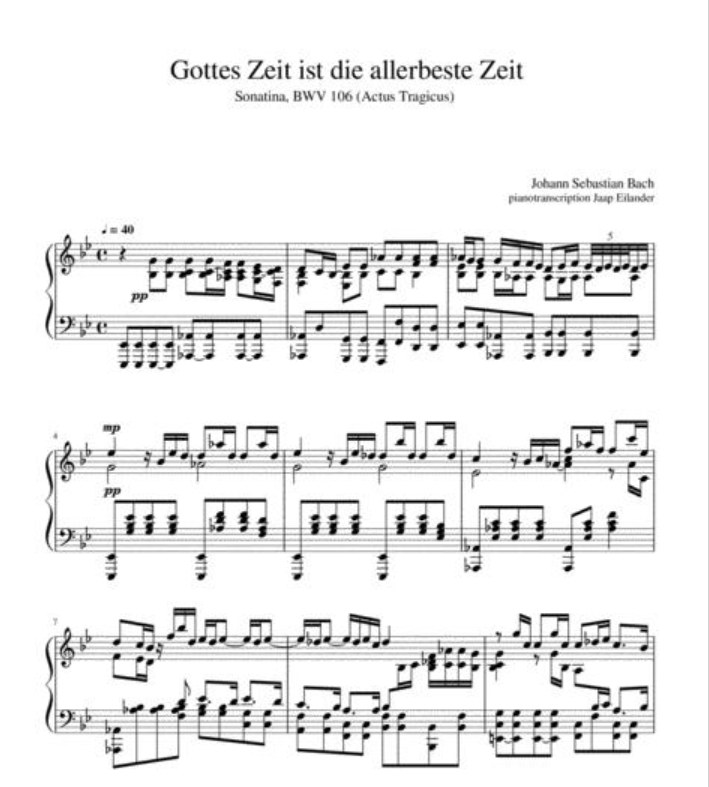 Gottes Zeit ist die allerbeste Zeit
Sonatina, BWV 106 (Actus Tragicus)
Johann Sebastian Bach
pianotranscription Jaap Eilander
♩ = 40
5
pp
4
mp
pp
7